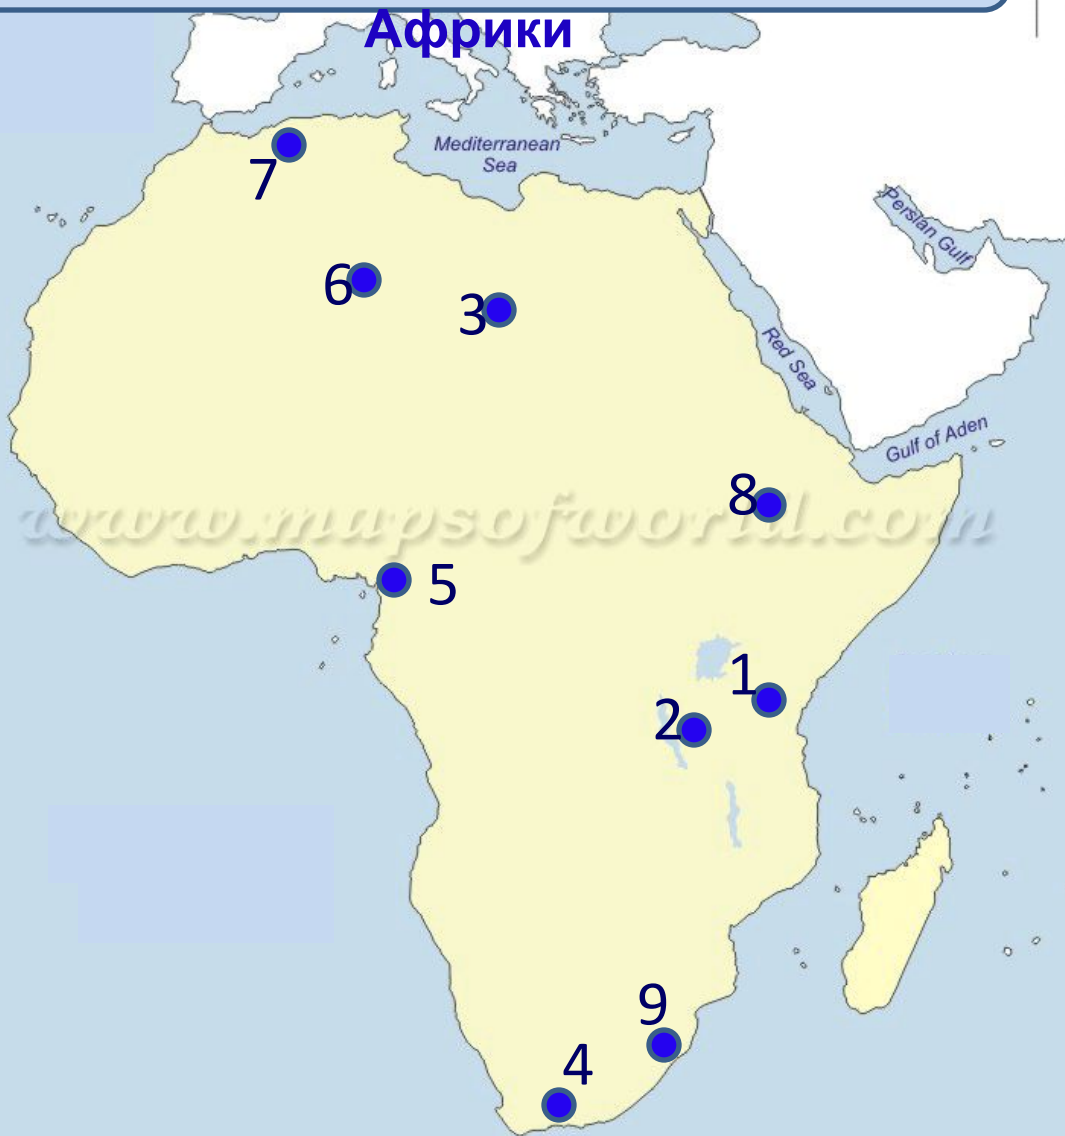 Африки
Mediterranean
Sea
7
Persian Gulf
6
3
Red Sea
Gulf of Aden
8
www.mapsofworld.com
5
1
2
9
4